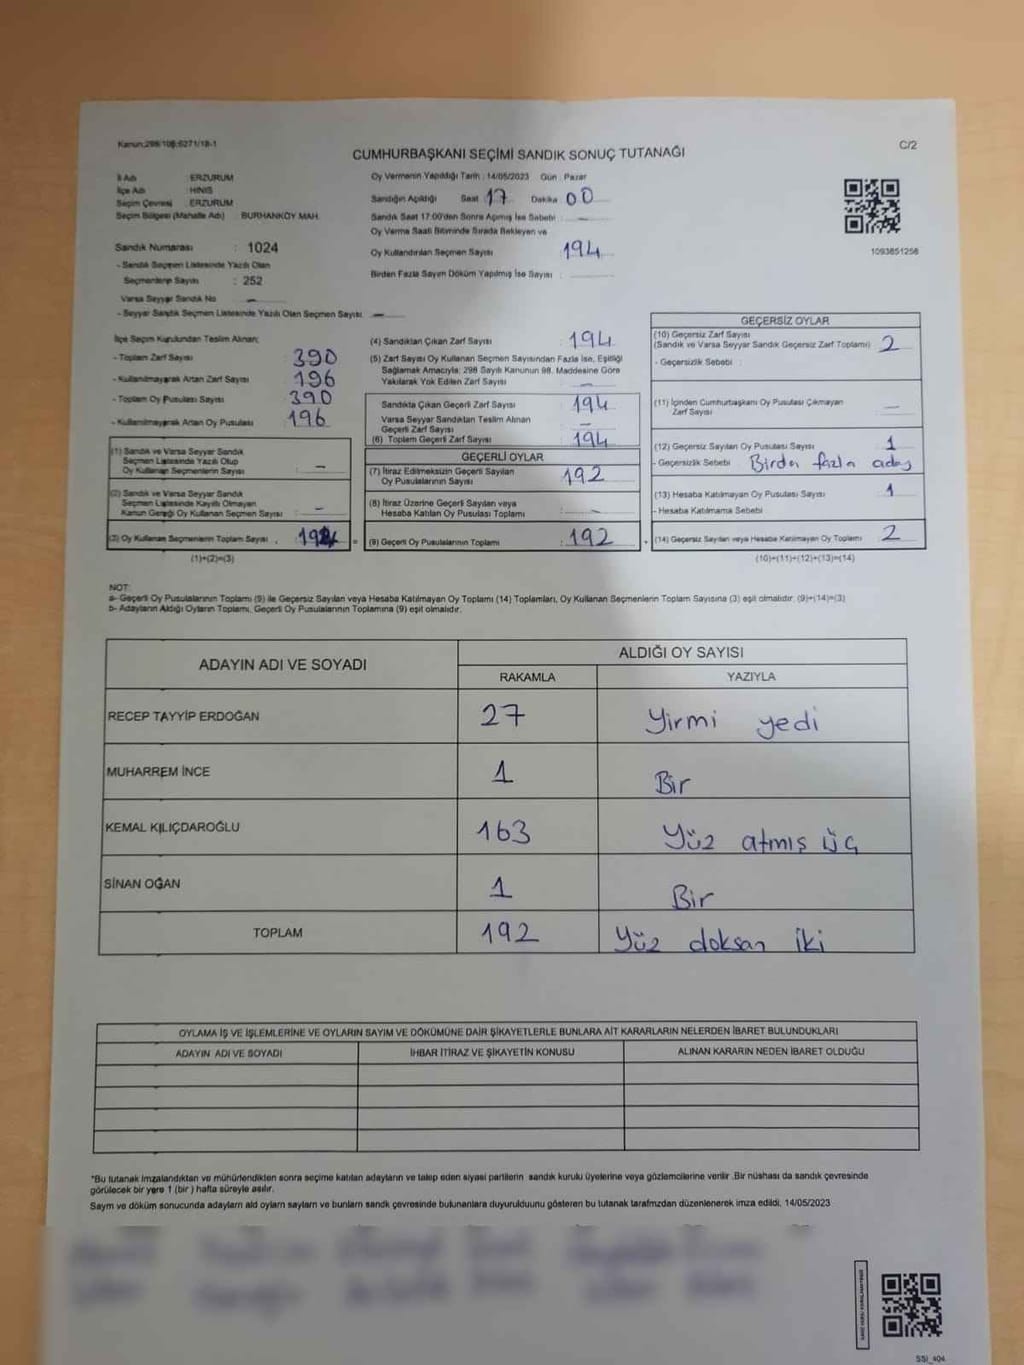 Kanun:298/108;6271/18-1
C/2
CUMHURBAŞKANI SEÇİMİ SANDIK SONUÇ TUTANAĞI
İl Adı : ERZURUM
İlçe Adı : HINIS
Seçim Çevresi : ERZURUM
Seçim Bölgesi (Mahalle Adı) BURHANKÖY MAH.
Sandık Numarası : 1024
- Sandık Seçmen Listesinde Yazılı Olan
Seçmenlerin Sayısı : 252
Varsa Seyyar Sandık No —
- Seyyar Sandık Seçmen Listesinde Yazılı Olan Seçmen Sayısı : —
Oy Vermenin Yapıldığı Tarih : 14/05/2023 Gün : Pazar
Sandığın Açıldığı Saat 17 Dakika 00
Sandık Saat 17:00'den Sonra Açımış İse Sebebi : —
Oy Verme Saati Bitiminde Sırada Bekleyen ve
Oy Kullandırılan Seçmen Sayısı 194
Birden Fazla Sayım Döküm Yapılmış İse Sayısı :
1093851258
İlçe Seçim Kurulundan Teslim Alınan;
- Toplam Zarf Sayısı 390
- Kullanılmayarak Artan Zarf Sayısı 196
- Toplam Oy Pusulası Sayısı 390
- Kullanılmayarak Artan Oy Pusulası 196
(1) Sandık ve Varsa Seyyar Sandık
Seçmen Listesinde Yazılı Olup
Oy Kullanan Seçmenlerin Sayısı : —
(2) Sandık ve Varsa Seyyar Sandık
Seçmen Listesinde Kayıtlı Olmayan
Kanun Gereği Oy Kullanan Seçmen Sayısı : —
(3) Oy Kullanan Seçmenlerin Toplam Sayısı :
(1)+(2)=(3)
(4) Sandıktan Çıkan Zarf Sayısı : 194
(5) Zarf Sayısı Oy Kullanan Seçmen Sayısından Fazla İse, Eşitliği
Sağlamak Amacıyla; 298 Sayılı Kanunun 98. Maddesine Göre
Yakılarak Yok Edilen Zarf Sayısı : —
Sandıkta Çıkan Geçerli Zarf Sayısı : 194
Varsa Seyyar Sandıktan Teslim Alınan
Geçerli Zarf Sayısı : —
(6) Toplam Geçerli Zarf Sayısı : 194
GEÇERLİ OYLAR
(7) İtiraz Edilmeksizin Geçerli Sayılan
Oy Pusulalarının Sayısı : 192
(8) İtiraz Üzerine Geçerli Sayılan veya
Hesaba Katılan Oy Pusulası Toplamı : —
= (9) Geçerli Oy Pusulalarının Toplamı : 192
GEÇERSİZ OYLAR
(10) Geçersiz Zarf Sayısı
(Sandık ve Varsa Seyyar Sandık Geçersiz Zarf Toplamı) : 2
- Geçersizlik Sebebi :
(11) İçinden Cumhurbaşkanı Oy Pusulası Çıkmayan
Zarf Sayısı : —
(12) Geçersiz Sayılan Oy Pusulası Sayısı : 1
- Geçersizlik Sebebi Birden fazla aday
(13) Hesaba Katılmayan Oy Pusulası Sayısı : 1
- Hesaba Katılmama Sebebi
+ (14) Geçersiz Sayılan veya Hesaba Katılmayan Oy Toplamı : 2
(10)+(11)+(12)+(13)=(14)
NOT:
a- Geçerli Oy Pusulalarının Toplamı (9) ile Geçersiz Sayılan veya Hesaba Katılmayan Oy Toplamı (14) Toplamları, Oy Kullanan Seçmenlerin Toplam Sayısına (3) eşit olmalıdır. (9)+(14)=(3)
b- Adayların Aldığı Oyların Toplamı, Geçerli Oy Pusulalarının Toplamına (9) eşit olmalıdır.
ADAYIN ADI VE SOYADI ALDIĞI OY SAYISI
RAKAMLA YAZIYLA
RECEP TAYYİP ERDOĞAN 27 Yirmi yedi
MUHARREM İNCE 1 Bir
KEMAL KILIÇDAROĞLU 163 Yüz atmış üç
SİNAN OĞAN 1 Bir
TOPLAM 192 Yüz doksan iki
OYLAMA İŞ VE İŞLEMLERİNE VE OYLARIN SAYIM VE DÖKÜMÜNE DAİR ŞİKAYETLERLE BUNLARA AİT KARARLARIN NELERDEN İBARET BULUNDUKLARI
ADAYIN ADI VE SOYADI İHBAR İTİRAZ VE ŞİKAYETİN KONUSU ALINAN KARARIN NEDEN İBARET OLDUĞU
*Bu tutanak imzalandıktan ve mühürlendikten sonra seçime katılan adayların ve talep eden siyasi partilerin sandık kurulu üyelerine veya gözlemcilerine verilir .Bir nüshası da sandık çevresinde
görülecek bir yere 1 (bir ) hafta süreyle asılır.
Sayım ve döküm sonucunda adayların ald oyların sayların ve bunların sandk çevresinde bulunanlara duyurulduunu gösteren bu tutanak tarafmzdan düzenlenerek imza edildi. 14/05/2023